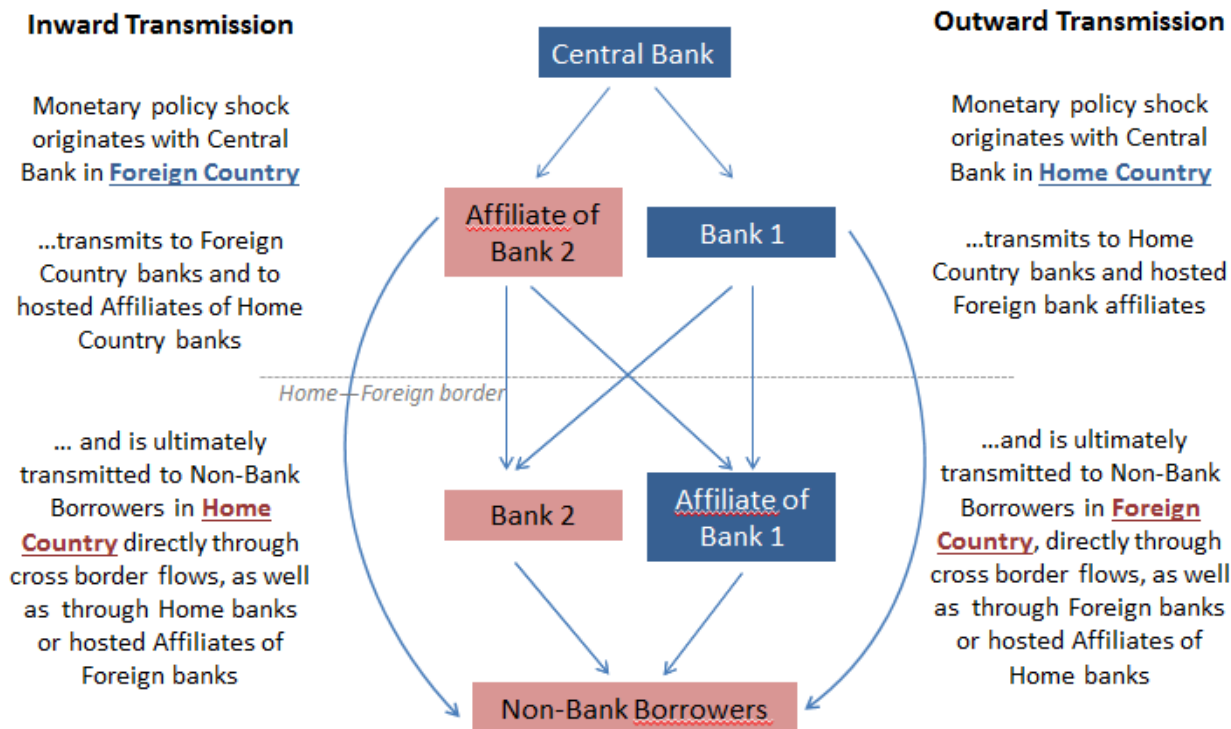 Inward Transmission
Monetary policy shock
originates with Central
Bank in Foreign Country
...transmits to Foreign
Country banks and to
hosted Affiliates of Home
Country banks
... and is ultimately
transmitted to Non-Bank
Borrowers in Home
Country directly through
cross border flows, as well
as through Home banks
or hosted Affiliates of
Foreign banks
Central Bank
Affiliate of
Bank 2
Bank 1
Home—Foreign border
Bank 2
Affiliate of
Bank 1
Non-Bank Borrowers
Outward Transmission
Monetary policy shock
originates with Central
Bank in Home Country
...transmits to Home
Country banks and hosted
Foreign bank affiliates
...and is ultimately
transmitted to Non-Bank
Borrowers in Foreign
Country, directly through
cross border flows, as well
as through Foreign banks
or hosted Affiliates of
Home banks